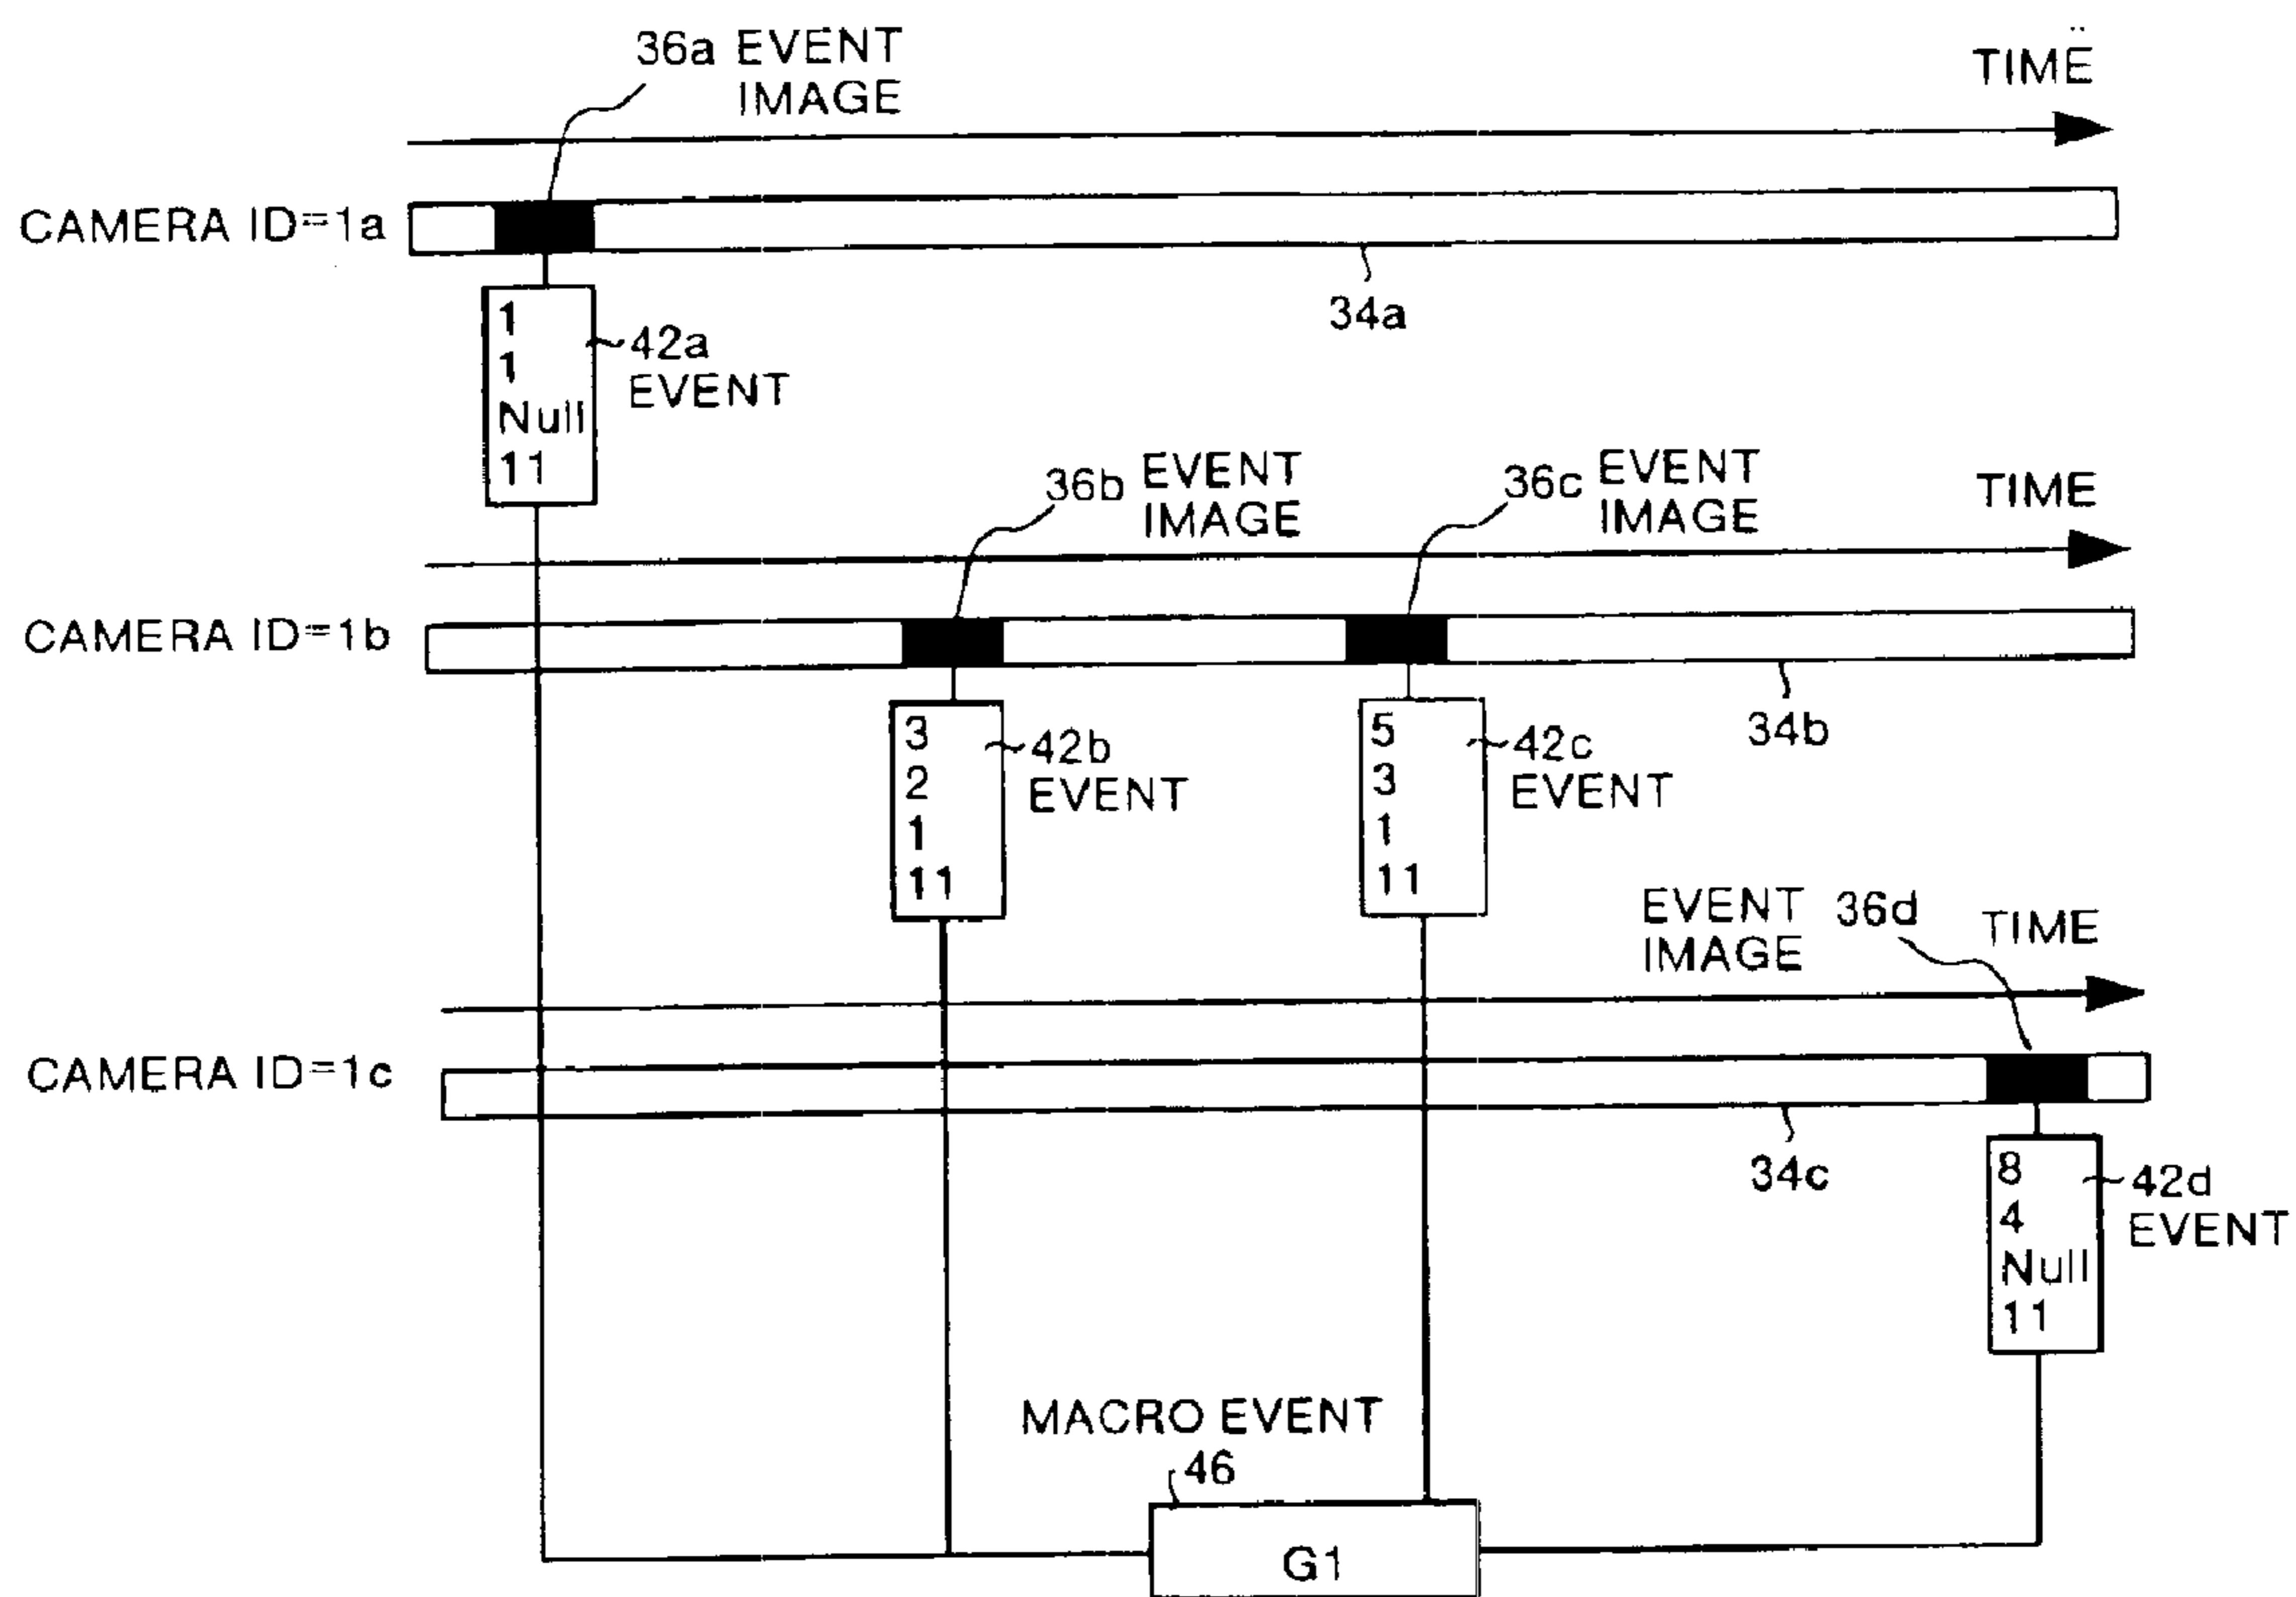 36a EVENT
IMAGE
TIME
CAMERA ID=1a
34a
1
1
Null
11
42a
EVENT
36b EVENT
IMAGE
36c EVENT
IMAGE
TIME
CAMERA ID=1b
34b
3
2
1
11
42b
EVENT
5
3
1
11
42c
EVENT
EVENT
IMAGE
36d
TIME
CAMERA ID=1c
34c
8
4
Null
11
42d
EVENT
MACRO EVENT
46
G1